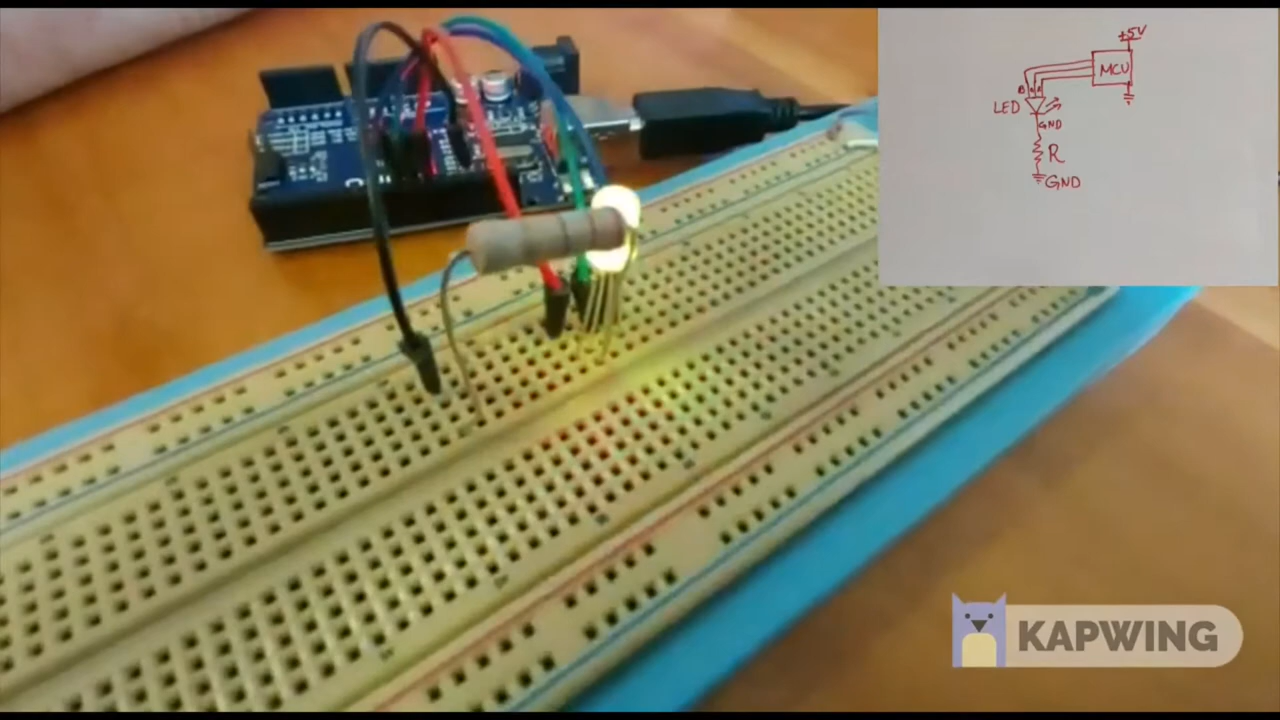 +5V
MCU
B
R
LED
GND
R
GND
KAPWING